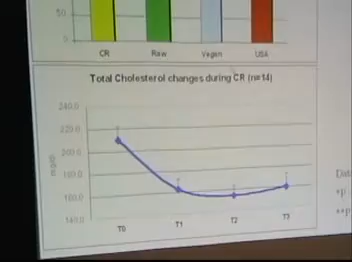 50
0
CR Raw Vegan USA
Total Cholesterol changes during CR (n=14)
240.0
220.0
200.0
180.0
160.0
140.0
mg/dl
T0 T1 T2 T3
Data
*p
**p